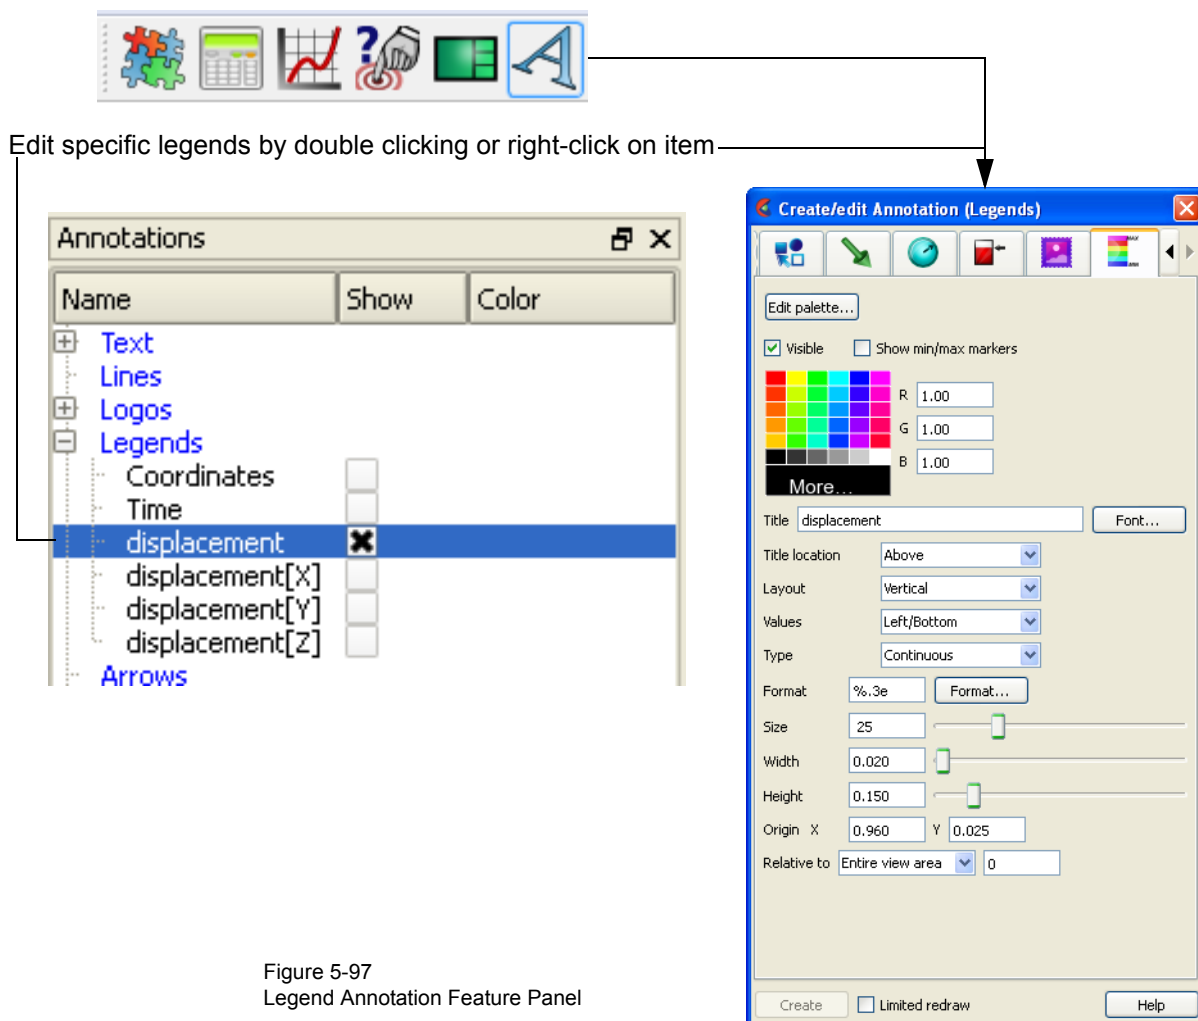 Edit specific legends by double clicking or right-click on item
Annotations
Name Show Color
Text
Lines
Logos
Legends
Coordinates
Time
displacement
displacement[X]
displacement[Y]
displacement[Z]
Arrows
Create/edit Annotation (Legends)
MAX
MIN
Edit palette...
Visible Show min/max markers
R 1.00
G 1.00
B 1.00
More...
Title displacement Font...
Title location Above
Layout Vertical
Values Left/Bottom
Type Continuous
Format %.3e Format...
Size 25
Width 0.020
Height 0.150
Origin X 0.960 Y 0.025
Relative to Entire view area 0
Create Limited redraw Help
Figure 5-97
Legend Annotation Feature Panel